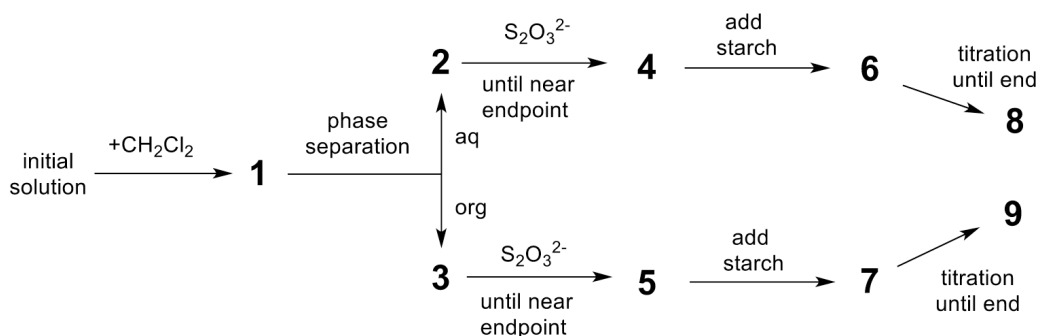 initial
solution
+CH₂Cl₂
1
phase
separation
aq
org
2
S₂O₃²⁻
until near
endpoint
4
add
starch
6
titration
until end
8
3
S₂O₃²⁻
until near
endpoint
5
add
starch
7
titration
until end
9